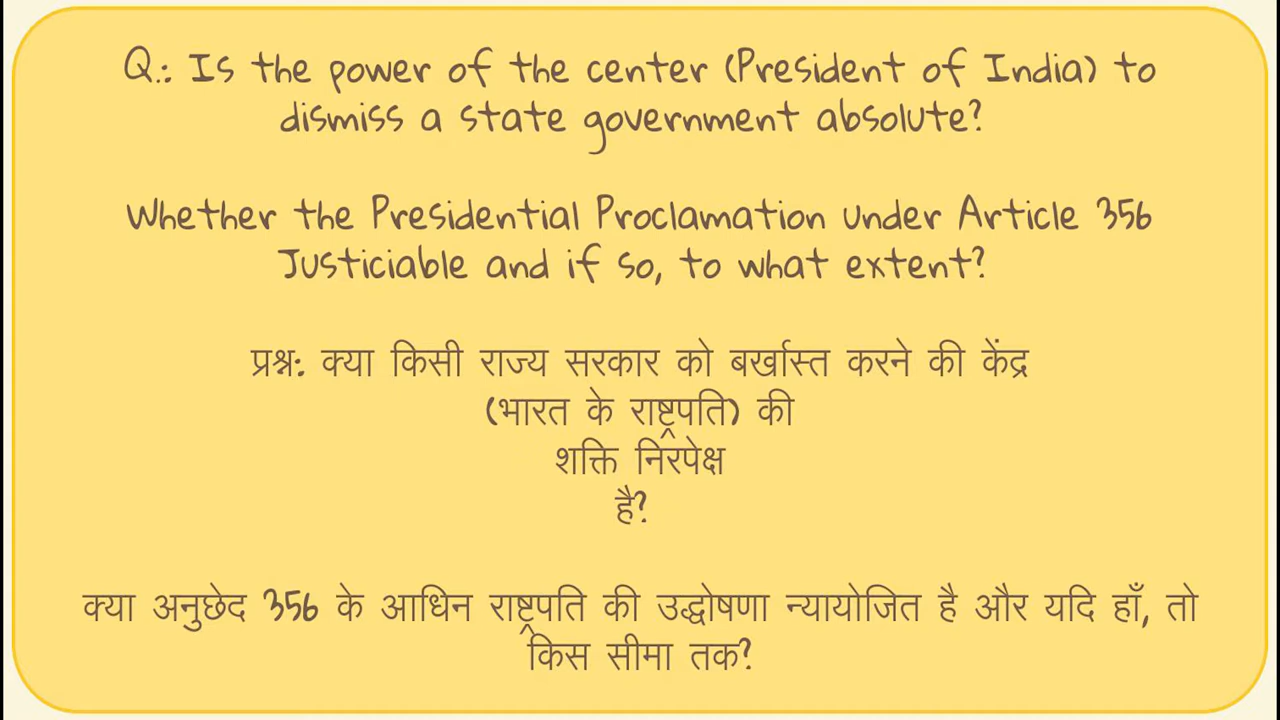 Q.: Is the power of the center (President of India) to
dismiss a state government absolute?
Whether the Presidential Proclamation under Article 356
Justiciable and if so, to what extent?
प्रश्न: क्या किसी राज्य सरकार को बर्खास्त करने की केंद्र
(भारत के राष्ट्रपति) की
शक्ति निरपेक्ष
है?
क्या अनुछेद 356 के आधिन राष्ट्रपति की उद्घोषणा न्यायोजित है और यदि हाँ, तो
किस सीमा तक?